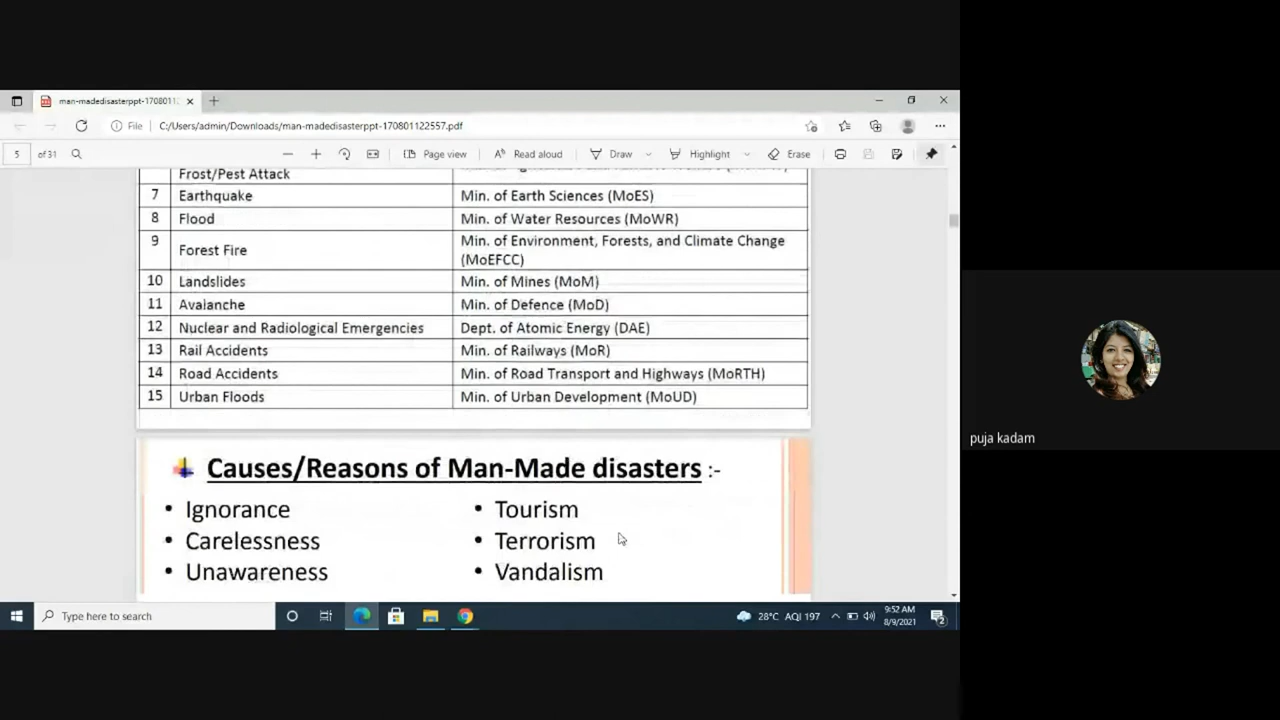 man-madedisasterppt-170801122557.pdf
File C:/Users/admin/Downloads/man-madedisasterppt-170801122557.pdf
5 of 31 Page view Read aloud Draw Highlight Erase
Frost/Pest Attack
7 Earthquake Min. of Earth Sciences (MoES)
8 Flood Min. of Water Resources (MoWR)
9 Forest Fire Min. of Environment, Forests, and Climate Change
(MoEFCC)
10 Landslides Min. of Mines (MoM)
11 Avalanche Min. of Defence (MoD)
12 Nuclear and Radiological Emergencies Dept. of Atomic Energy (DAE)
13 Rail Accidents Min. of Railways (MoR)
14 Road Accidents Min. of Road Transport and Highways (MoRTH)
15 Urban Floods Min. of Urban Development (MoUD)
Causes/Reasons of Man-Made disasters :-
• Ignorance
• Carelessness
• Unawareness
• Tourism
• Terrorism
• Vandalism
puja kadam
Type here to search
28°C AQI 197
9:52 AM
8/9/2021
2